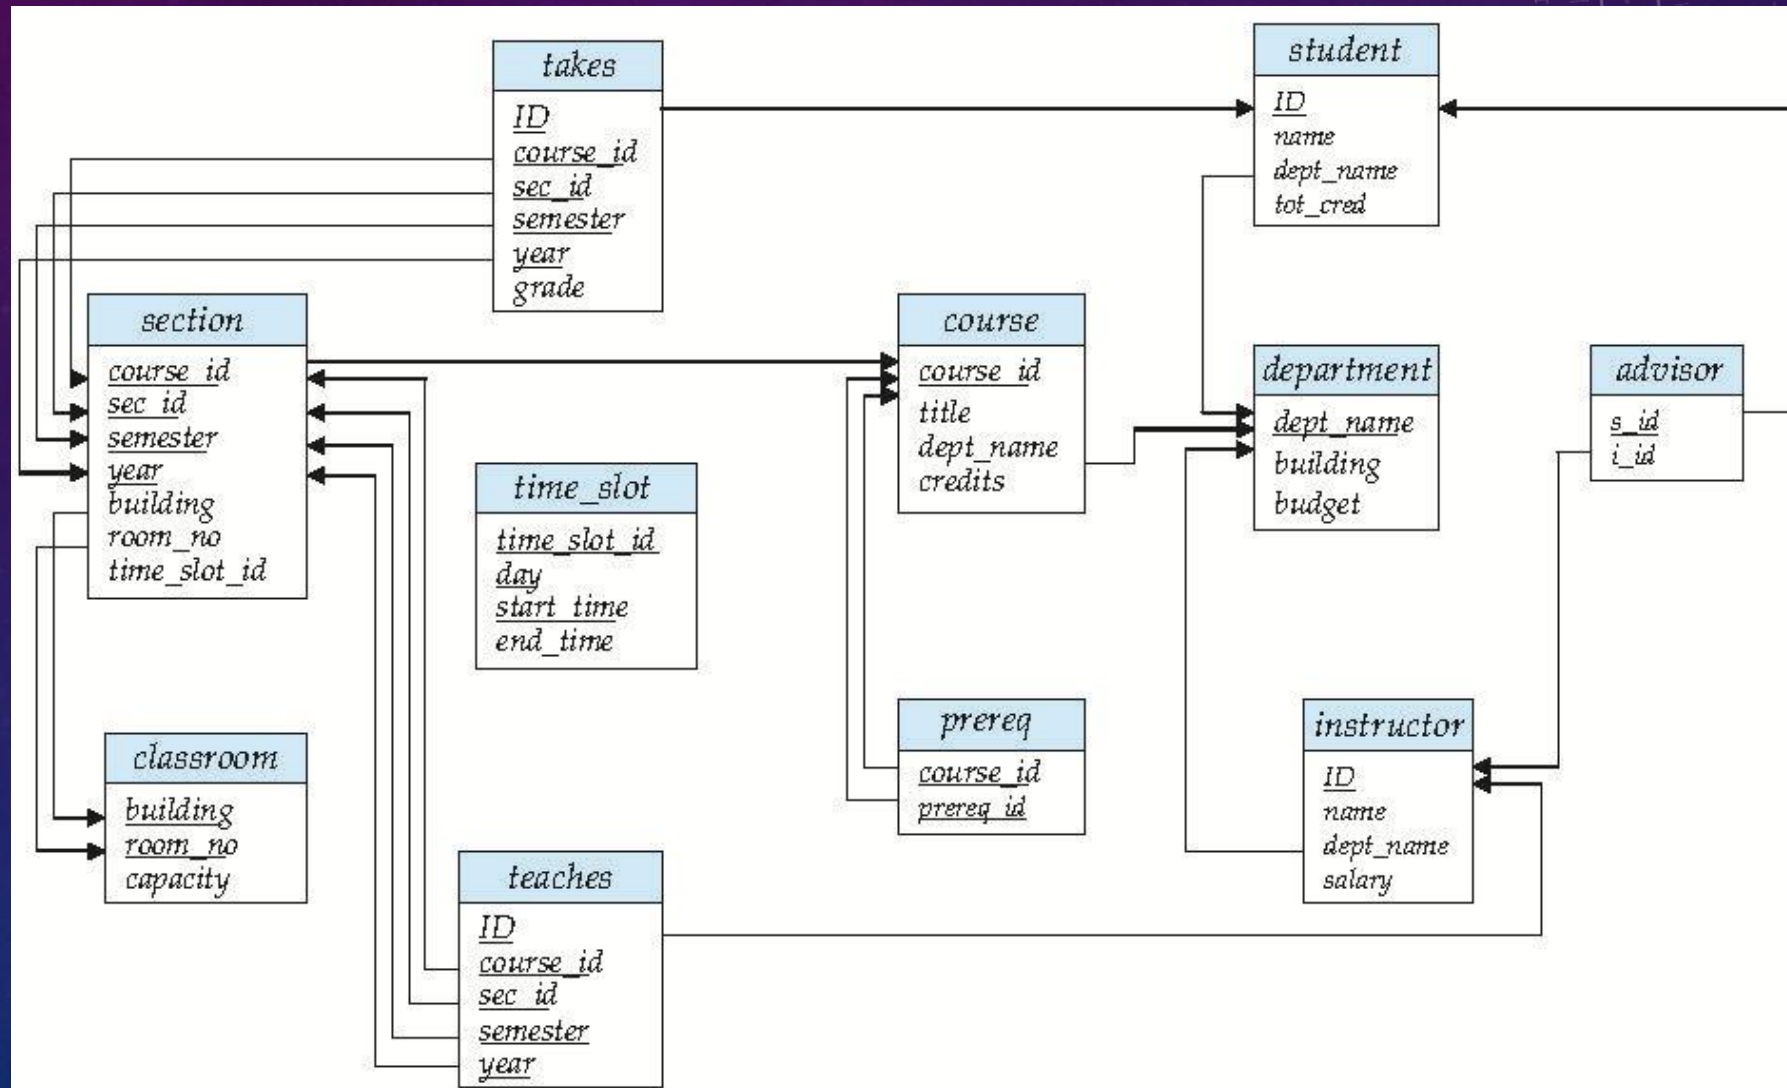 takes
ID
course_id
sec_id
semester
year
grade
student
ID
name
dept_name
tot_cred
section
course_id
sec_id
semester
year
building
room_no
time_slot_id
course
course_id
title
dept_name
credits
department
dept_name
building
budget
advisor
s_id
i_id
time_slot
time_slot_id
day
start_time
end_time
prereq
course_id
prereq_id
instructor
ID
name
dept_name
salary
classroom
building
room_no
capacity
teaches
ID
course_id
sec_id
semester
year